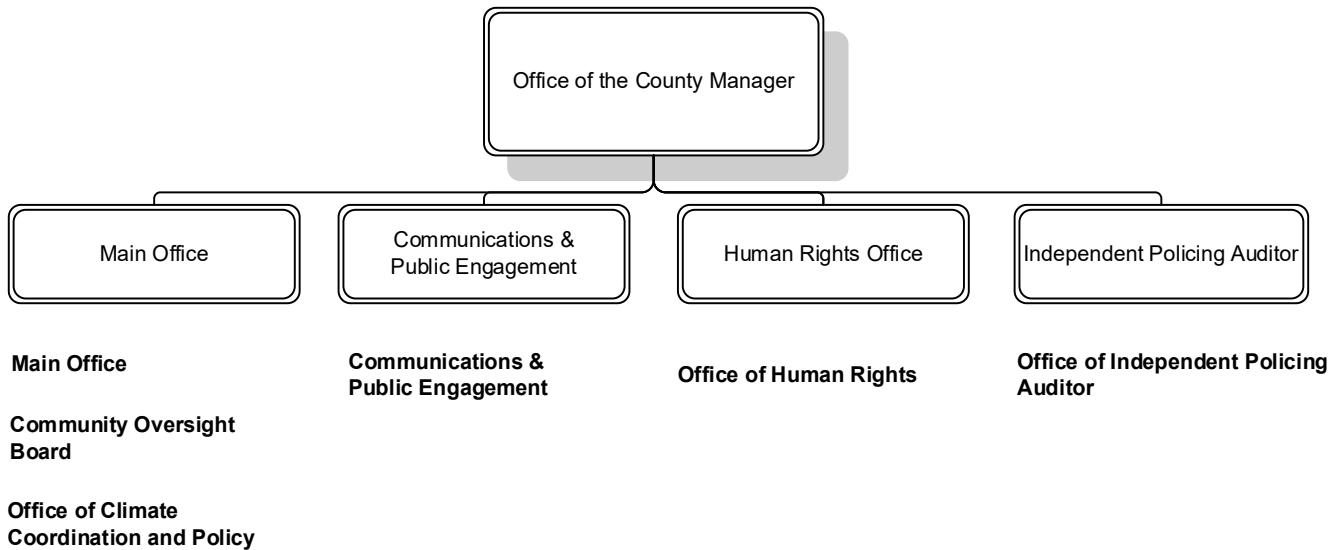 Office of the County Manager
Main Office
Communications &
Public Engagement
Human Rights Office
Independent Policing Auditor
Main Office
Community Oversight
Board
Office of Climate
Coordination and Policy
Communications &
Public Engagement
Office of Human Rights
Office of Independent Policing
Auditor